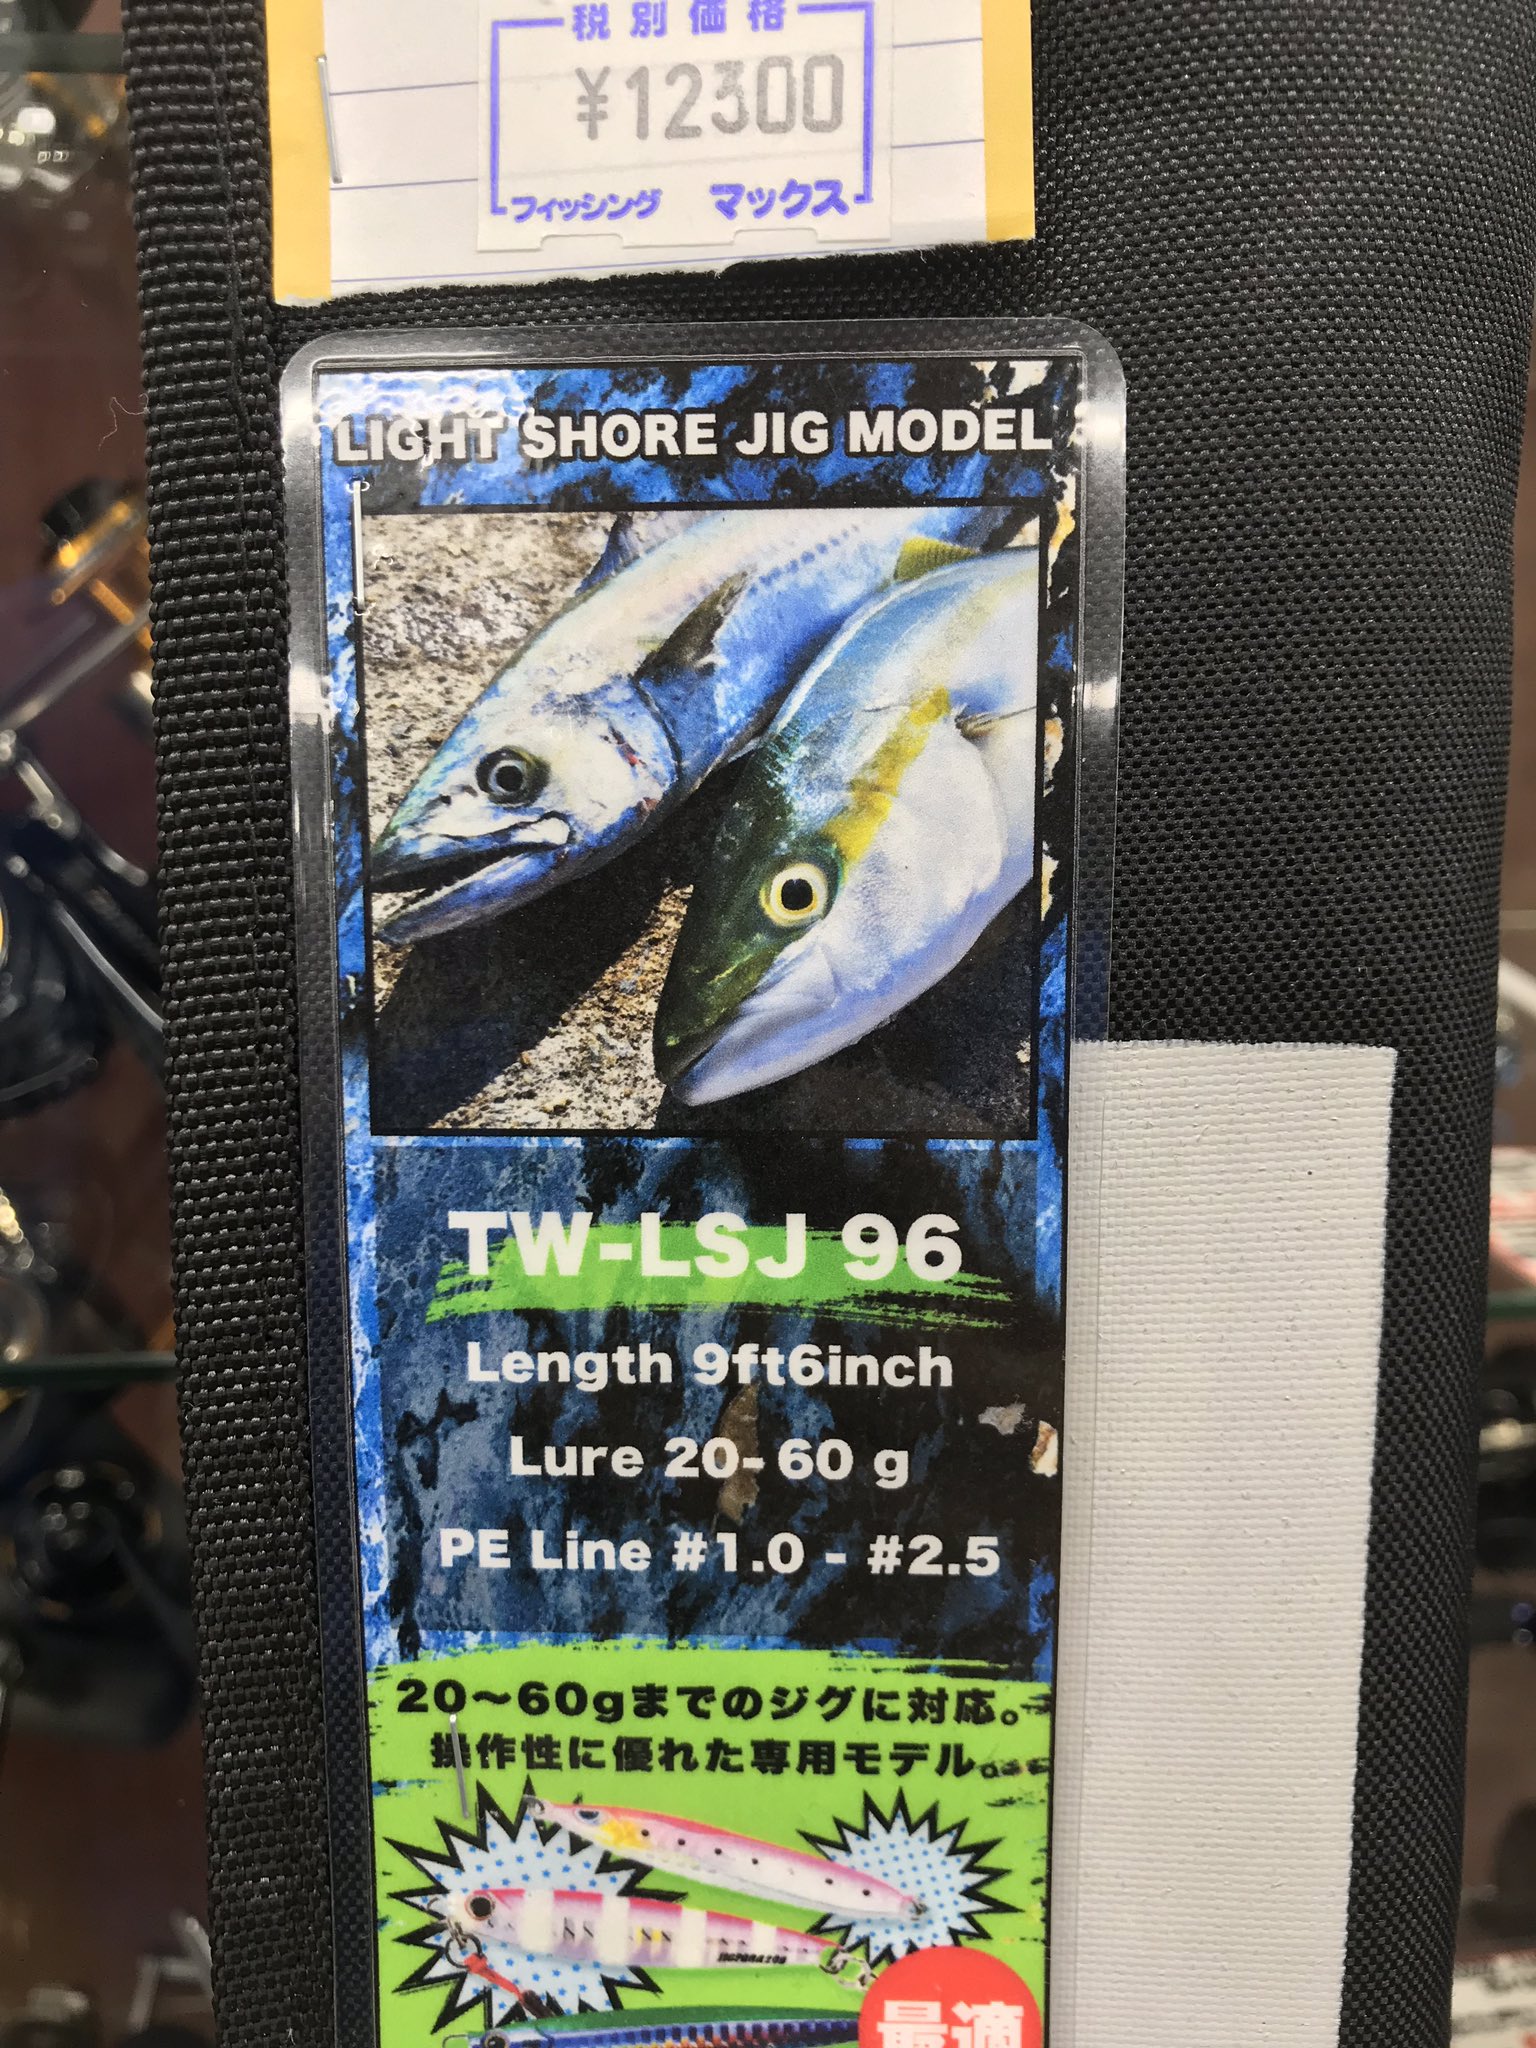 税別価格
¥12300
フィッシング マックス
LIGHT SHORE JIG MODEL
TW-LSJ 96
Length 9ft6inch
Lure 20-60 g
PE Line #1.0 - #2.5
20〜60gまでのジグに対応。
操作性に優れた専用モデル。
最適